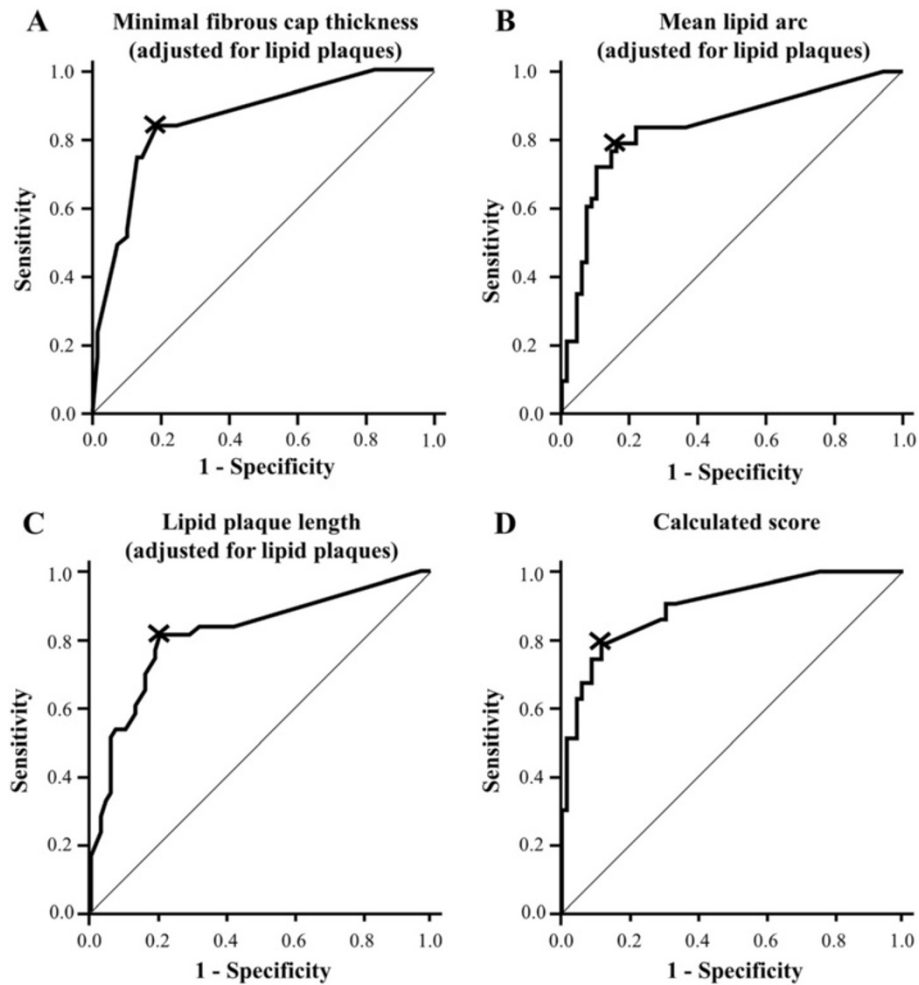 A
Minimal fibrous cap thickness
(adjusted for lipid plaques)
Sensitivity
1.0
0.8
0.6
0.4
0.2
0.0
0.0 0.2 0.4 0.6 0.8 1.0
1 - Specificity
B
Mean lipid arc
(adjusted for lipid plaques)
Sensitivity
1.0
0.8
0.6
0.4
0.2
0.0
0.0 0.2 0.4 0.6 0.8 1.0
1 - Specificity
C
Lipid plaque length
(adjusted for lipid plaques)
Sensitivity
1.0
0.8
0.6
0.4
0.2
0.0
0.0 0.2 0.4 0.6 0.8 1.0
1 - Specificity
D
Calculated score
Sensitivity
1.0
0.8
0.6
0.4
0.2
0.0
0.0 0.2 0.4 0.6 0.8 1.0
1 - Specificity